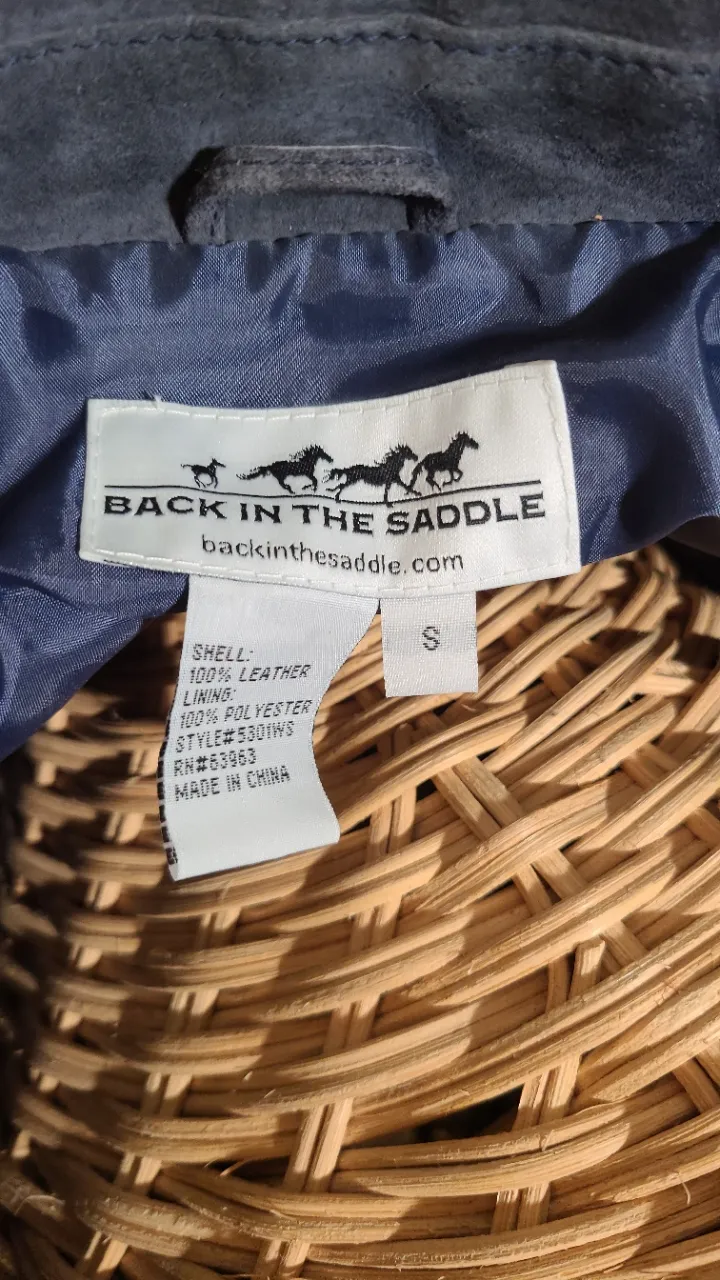 BACK IN THE SADDLE
backinthesaddle.com
S
SHELL:
100% LEATHER
LINING:
100% POLYESTER
STYLE#5301WS
RN#63963
MADE IN CHINA